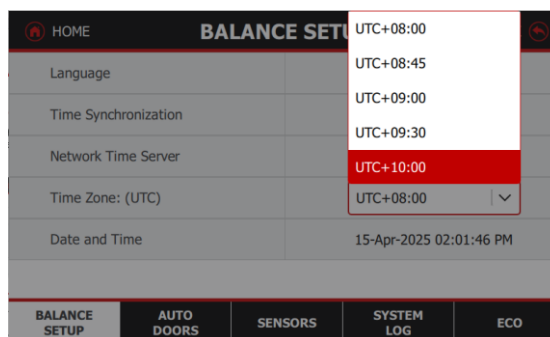 HOME
BALANCE SETU
UTC+08:00
UTC+08:45
UTC+09:00
UTC+09:30
UTC+10:00
Language
Time Synchronization
Network Time Server
Time Zone: (UTC)
UTC+08:00
Date and Time
15-Apr-2025 02:01:46 PM
BALANCE
SETUP
AUTO
DOORS
SENSORS
SYSTEM
LOG
ECO